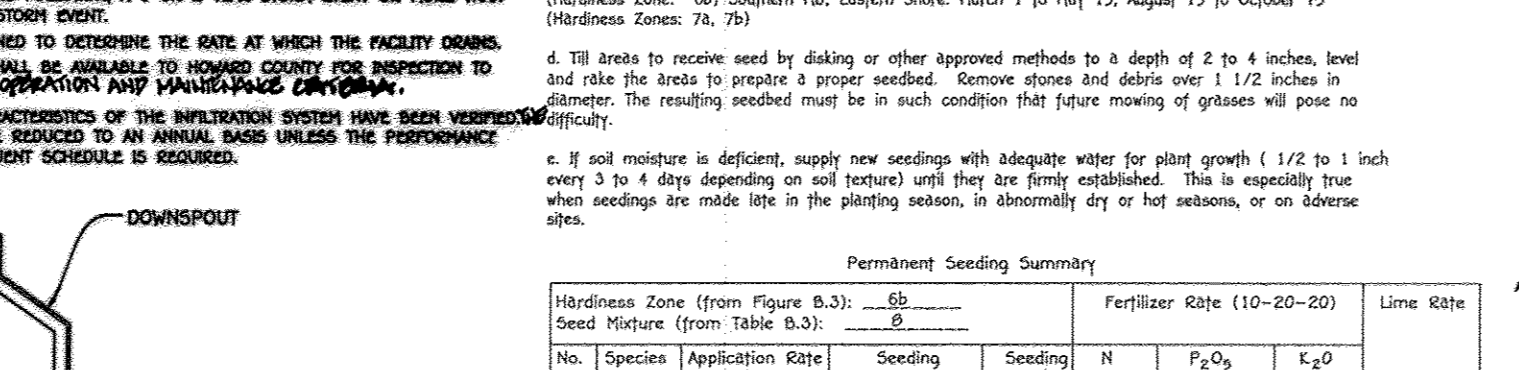 STORM EVENT.
NED TO DETERMINE THE RATE AT WHICH THE FACILITY DRAINS.
HALL BE AVAILABLE TO HOWARD COUNTY FOR INSPECTION TO
OPERATION AND MAINTENANCE CRITERIA.
ACTERISTICS OF THE INFILTRATION SYSTEM HAVE BEEN VERIFIED, THE
REDUCED TO AN ANNUAL BASIS UNLESS THE PERFORMANCE
MENT SCHEDULE IS REQUIRED.
DOWNSPOUT
(Hardiness Zones: 7a, 7b)
d. Till areas to receive seed by disking or other approved methods to a depth of 2 to 4 inches, level
and rake the areas to prepare a proper seedbed. Remove stones and debris over 1 1/2 inches in
diameter. The resulting seedbed must be in such condition that future mowing of grasses will pose no
difficulty.
e. If soil moisture is deficient, supply new seedings with adequate water for plant growth ( 1/2 to 1 inch
every 3 to 4 days depending on soil texture) until they are firmly established. This is especially true
when seedings are made late in the planting season, in abnormally dry or hot seasons, or on adverse
sites.
Permanent Seeding Summary
Hardiness Zone (from Figure B.3): 6b
Seed Mixture (from Table B.3): 8
Fertilizer Rate (10-20-20)
Lime Rate
No. Species Application Rate Seeding Seeding N P₂O₅ K₂O